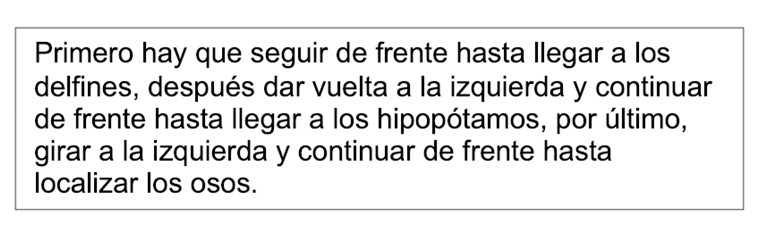 Primero hay que seguir de frente hasta llegar a los
delfines, después dar vuelta a la izquierda y continuar
de frente hasta llegar a los hipopótamos, por último,
girar a la izquierda y continuar de frente hasta
localizar los osos.